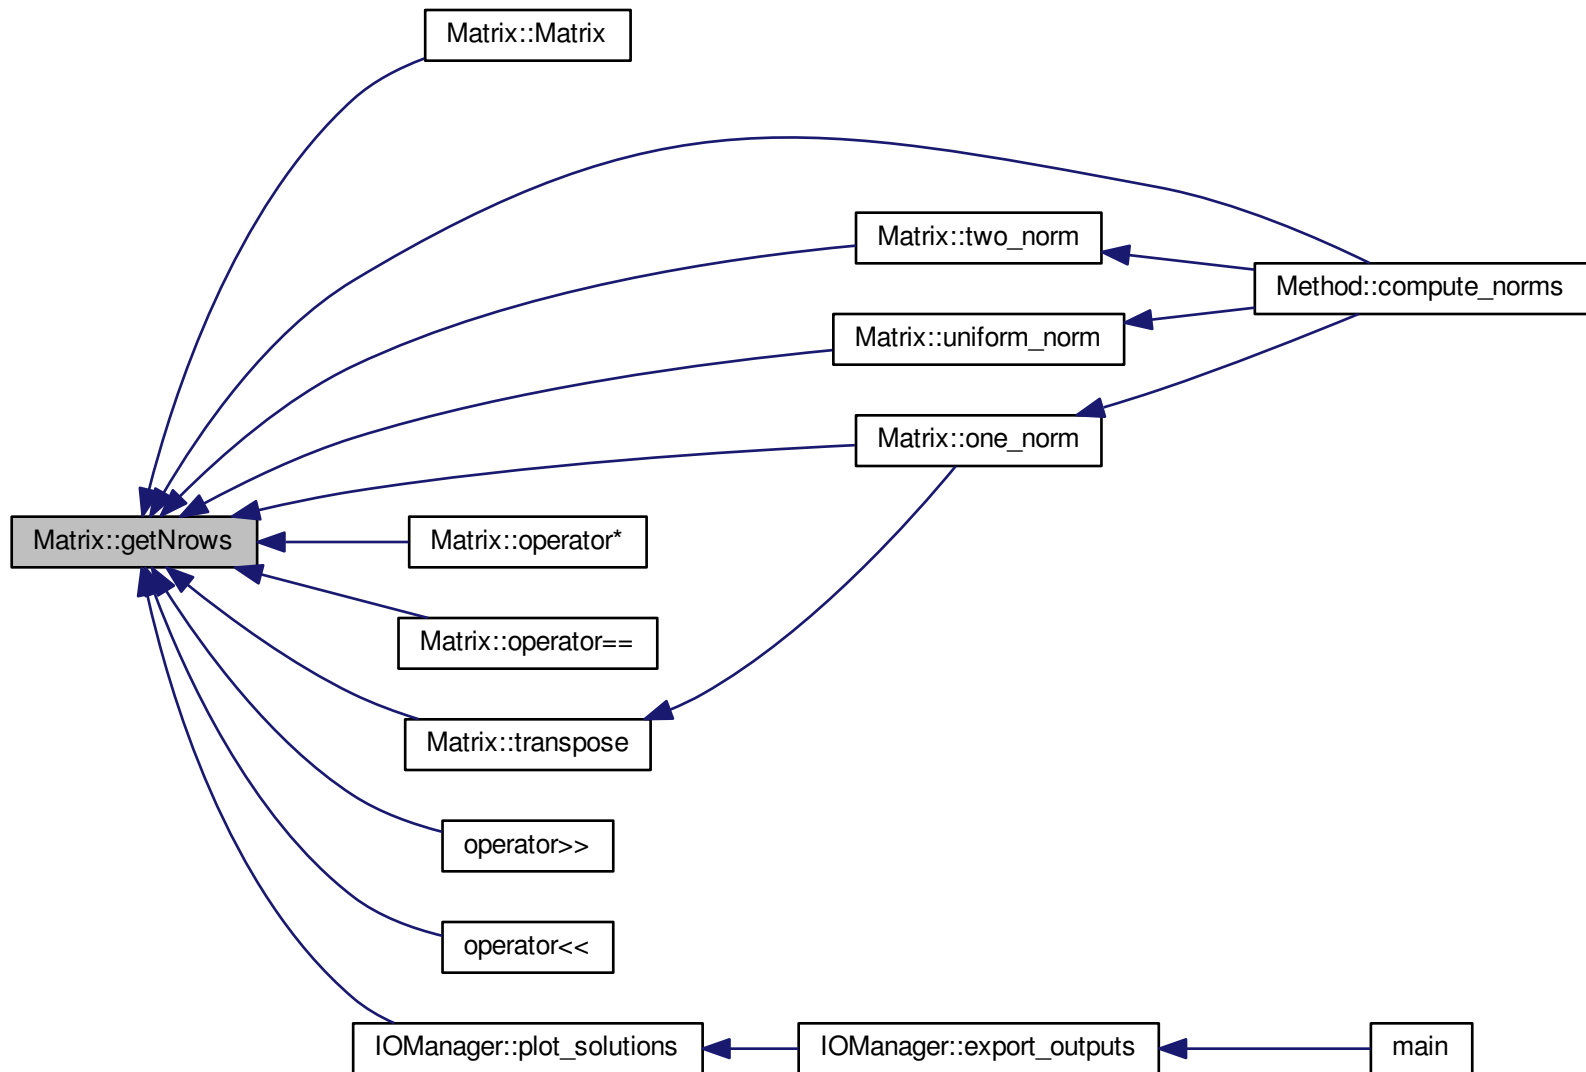 Matrix::Matrix
Matrix::two_norm
Method::compute_norms
Matrix::uniform_norm
Matrix::one_norm
Matrix::getNrows
Matrix::operator*
Matrix::operator==
Matrix::transpose
operator>>
operator<<
IOManager::plot_solutions
IOManager::export_outputs
main